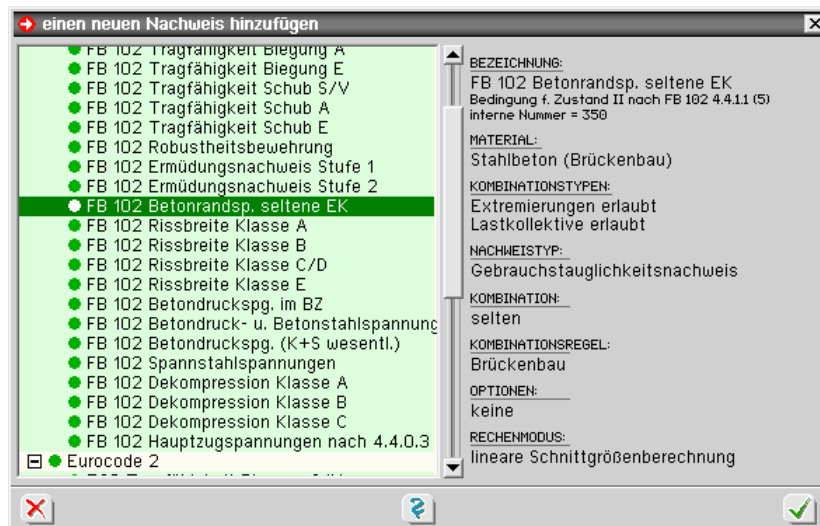 einen neuen Nachweis hinzufügen
FB 102 Tragfähigkeit Biegung A
FB 102 Tragfähigkeit Biegung E
FB 102 Tragfähigkeit Schub S/V
FB 102 Tragfähigkeit Schub A
FB 102 Tragfähigkeit Schub E
FB 102 Robustheitsbewehrung
FB 102 Ermüdungsnachweis Stufe 1
FB 102 Ermüdungsnachweis Stufe 2
FB 102 Betonrandsp. seltene EK
FB 102 Rissbreite Klasse A
FB 102 Rissbreite Klasse B
FB 102 Rissbreite Klasse C/D
FB 102 Rissbreite Klasse E
FB 102 Betondruckspg. im BZ
FB 102 Betondruck- u. Betonstahlspannung
FB 102 Betondruckspg. (K+S wesentl.)
FB 102 Spannstahlspannungen
FB 102 Dekompression Klasse A
FB 102 Dekompression Klasse B
FB 102 Dekompression Klasse C
FB 102 Hauptzugspannungen nach 4.4.0.3
Eurocode 2
BEZEICHNUNG:
FB 102 Betonrandsp. seltene EK
Bedingung f. Zustand II nach FB 102 4.4.1.1 (5)
interne Nummer = 350
MATERIAL:
Stahlbeton (Brückenbau)
KOMBINATIONSTYPEN:
Extremierungen erlaubt
Lastkollektive erlaubt
NACHWEISTYP:
Gebrauchstauglichkeitsnachweis
KOMBINATION:
selten
KOMBINATIONSREGEL:
Brückenbau
OPTIONEN:
keine
RECHENMODUS:
lineare Schnittgrößenberechnung